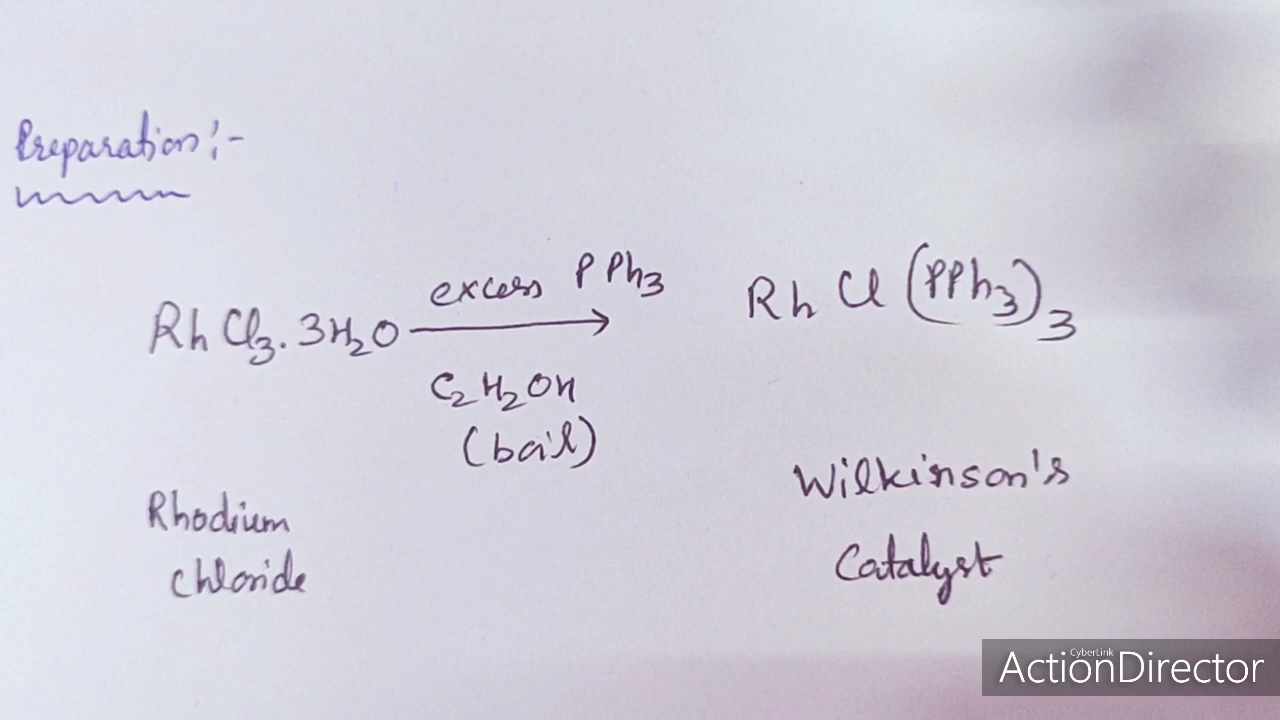 Preparation:-
RhCl₃.3H₂O excess PPh₃ RhCl(PPh₃)₃
C₂H₂OH
(boil)
Rhodium
chloride
Wilkinson's
Catalyst
CyberLink
ActionDirector